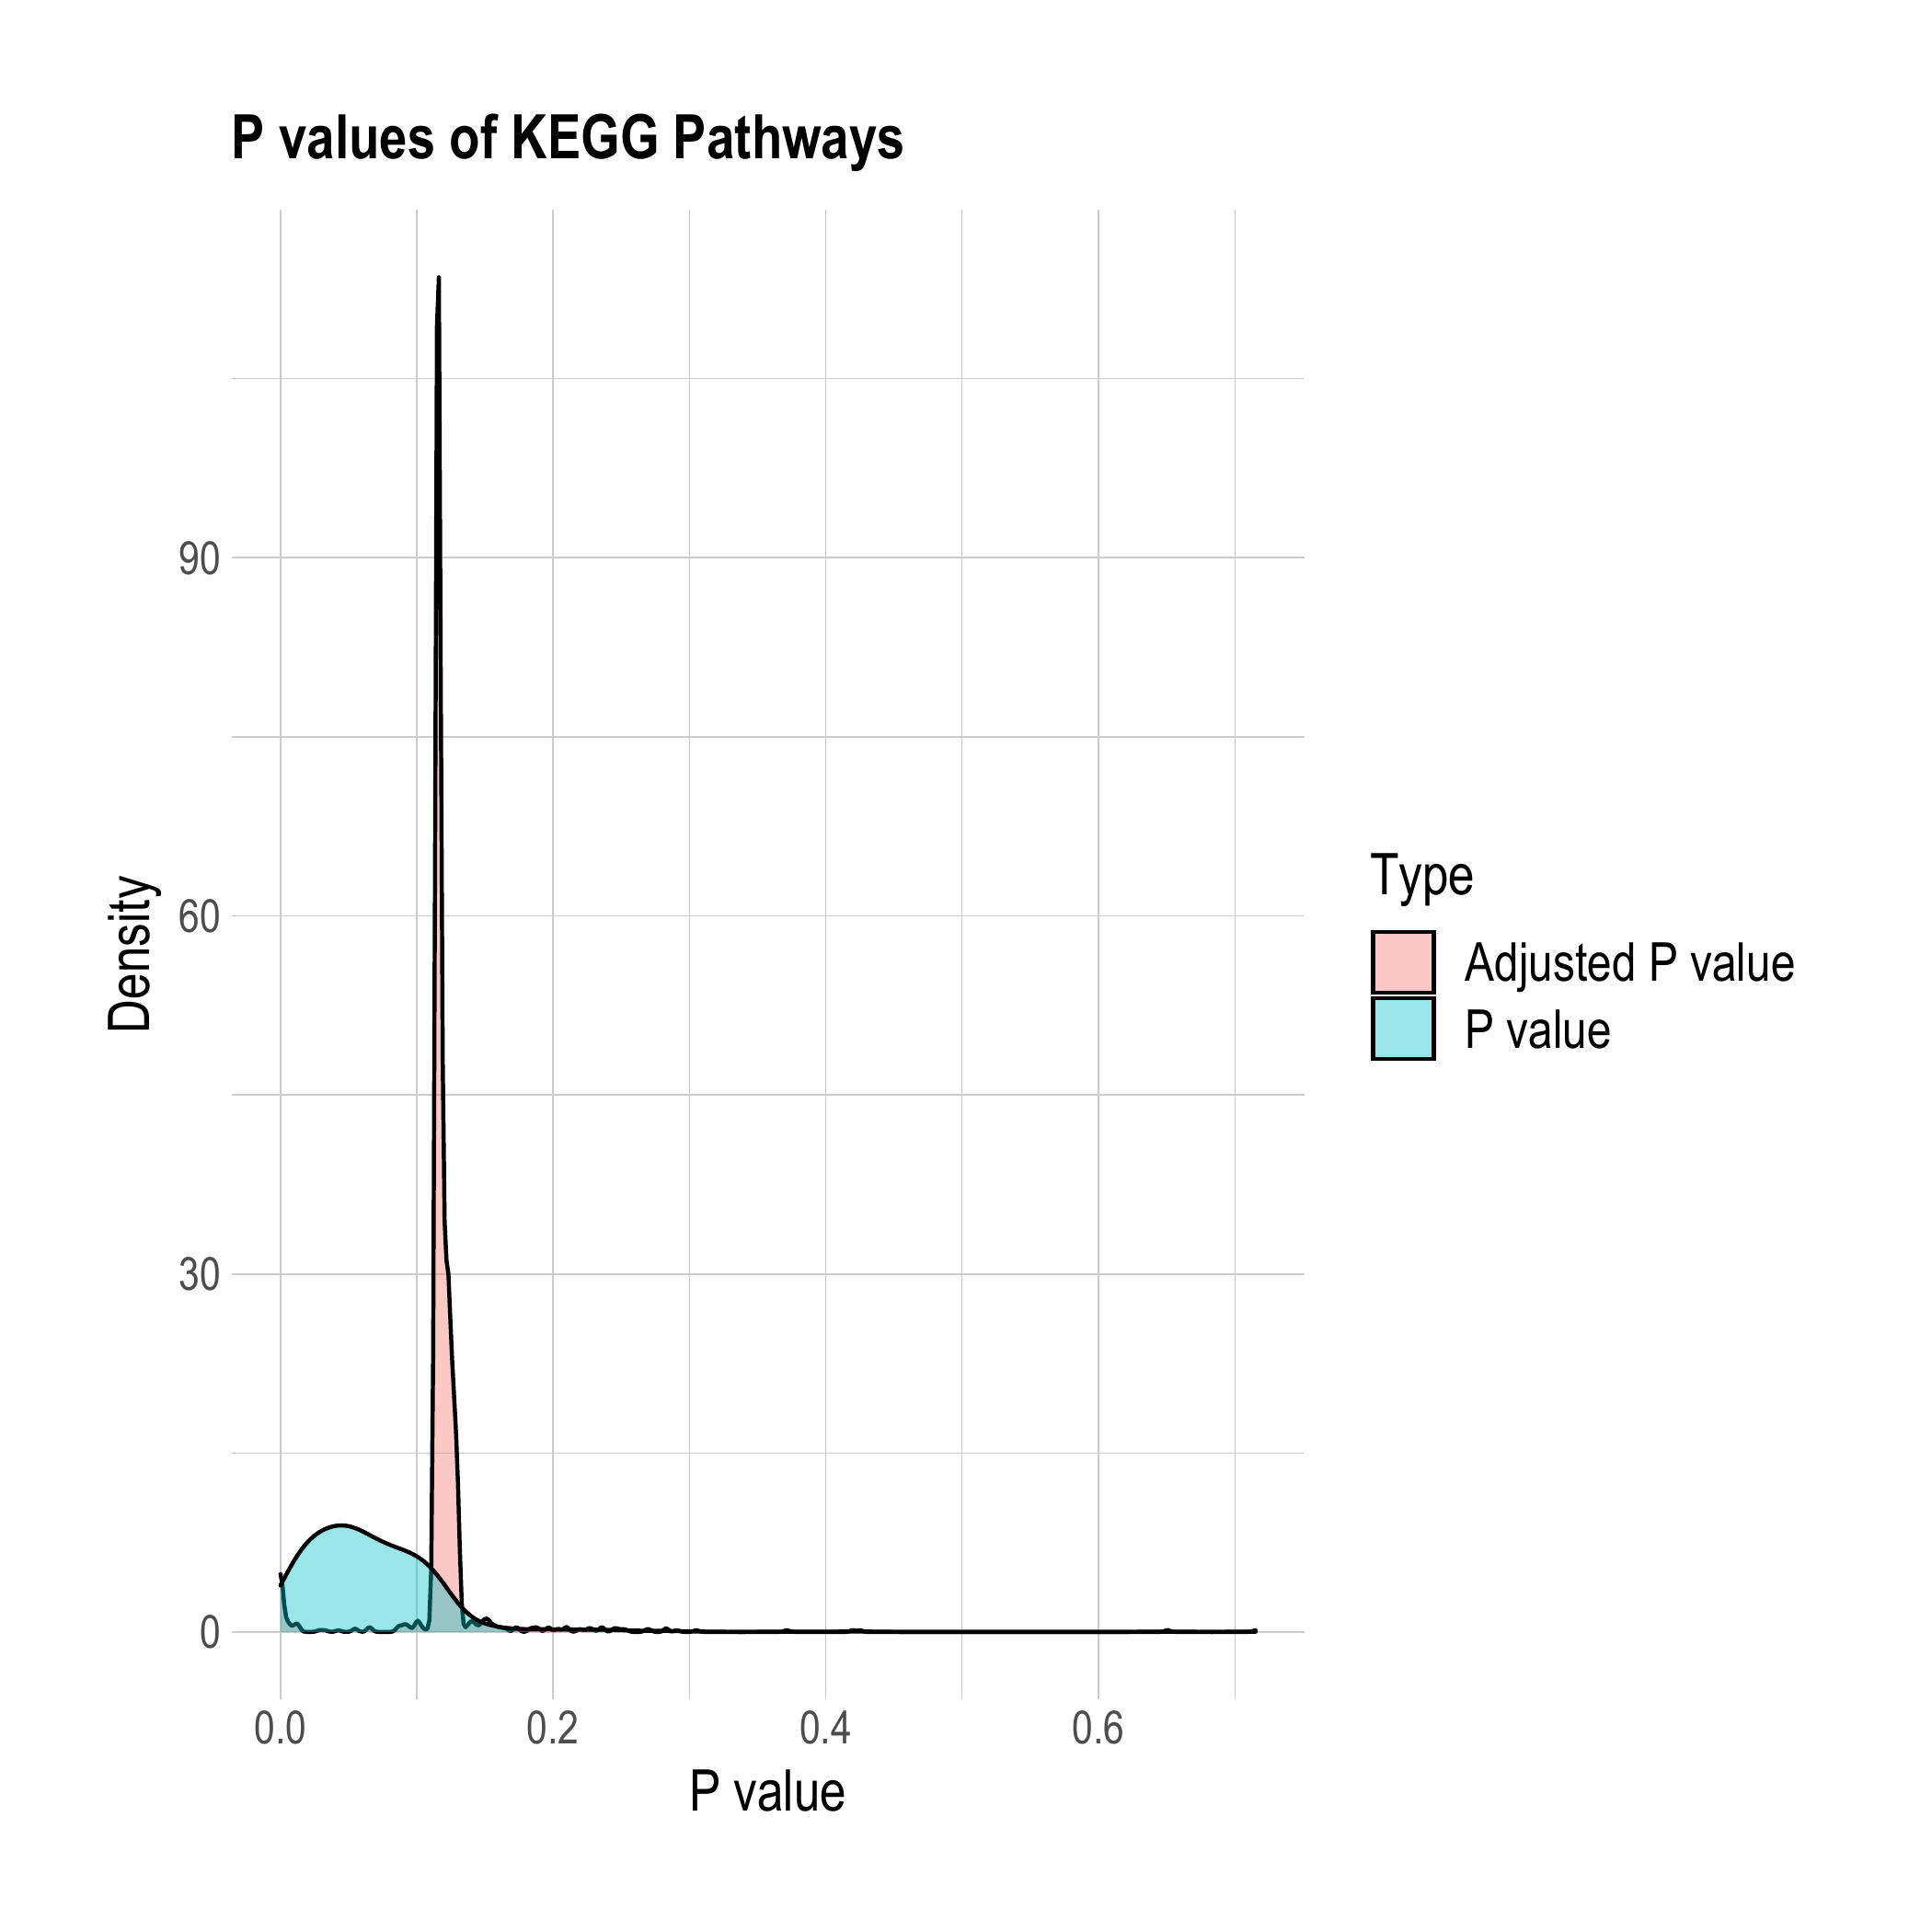 P values of KEGG Pathways
Density
90
60
30
0
0.0 0.2 0.4 0.6
P value
Type
Adjusted P value
P value